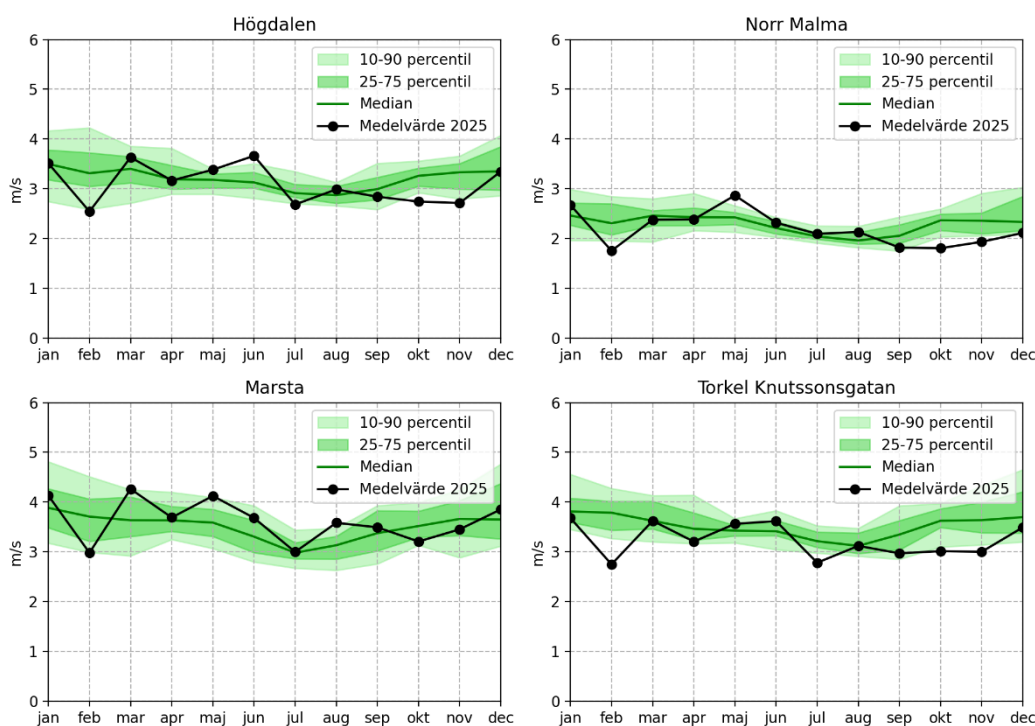 Högdalen
6
5
4
3
2
1
0
m/s
jan feb mar apr maj jun jul aug sep okt nov dec
10-90 percentil
25-75 percentil
Median
Medelvärde 2025
Norr Malma
6
5
4
3
2
1
0
m/s
jan feb mar apr maj jun jul aug sep okt nov dec
10-90 percentil
25-75 percentil
Median
Medelvärde 2025
Marsta
6
5
4
3
2
1
0
m/s
jan feb mar apr maj jun jul aug sep okt nov dec
10-90 percentil
25-75 percentil
Median
Medelvärde 2025
Torkel Knutssonsgatan
6
5
4
3
2
1
0
m/s
jan feb mar apr maj jun jul aug sep okt nov dec
10-90 percentil
25-75 percentil
Median
Medelvärde 2025